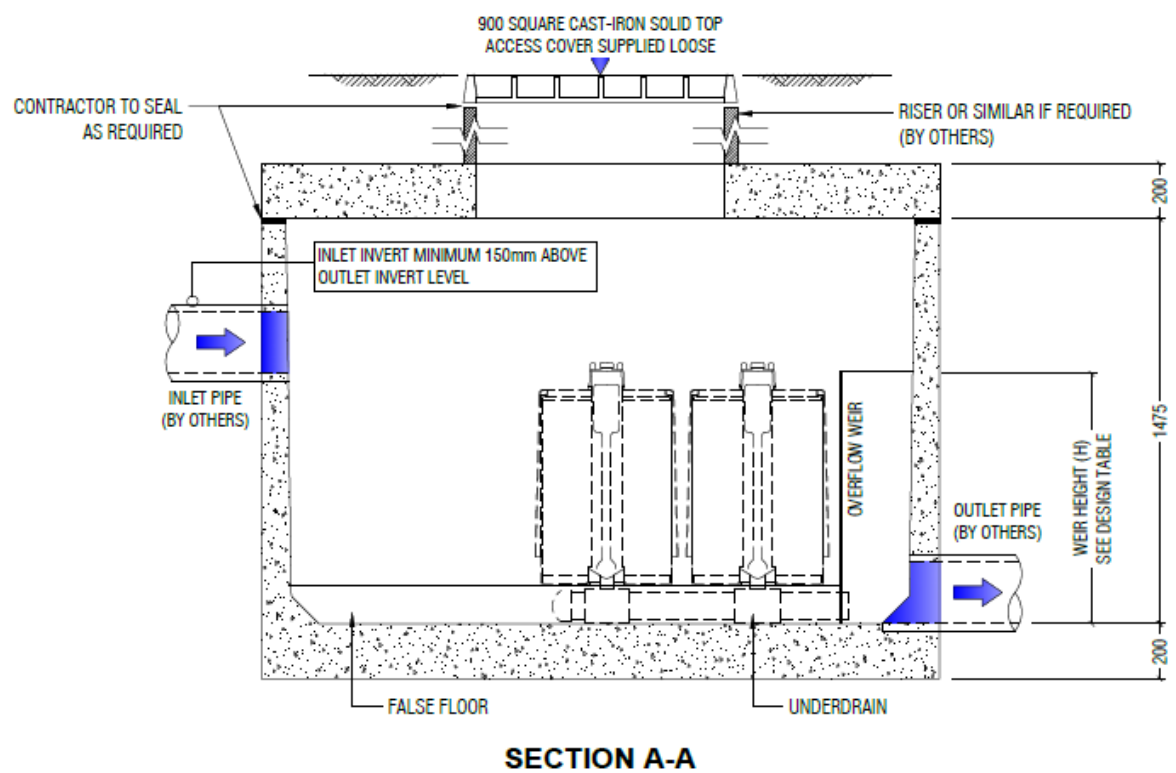 900 SQUARE CAST-IRON SOLID TOP
ACCESS COVER SUPPLIED LOOSE
CONTRACTOR TO SEAL
AS REQUIRED
RISER OR SIMILAR IF REQUIRED
(BY OTHERS)
200
INLET INVERT MINIMUM 150mm ABOVE
OUTLET INVERT LEVEL
INLET PIPE
(BY OTHERS)
OVERFLOW WEIR
OUTLET PIPE
(BY OTHERS)
WEIR HEIGHT (H)
SEE DESIGN TABLE
1475
200
FALSE FLOOR
UNDERDRAIN
SECTION A-A